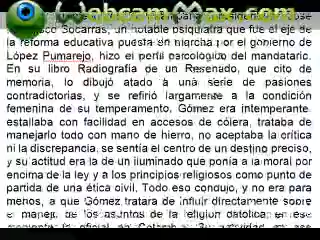 webcamXmax.com
Francisco Socarrás, un notable psiquiatra que fue el eje de
la reforma educativa puesta en marcha por el gobierno de
López Pumarejo, hizo el perfil psicológico del mandatario.
En su libro Radiografía de un Resentido, que cito de
memoria, lo dibujó atado a una serie de pasiones
contradictorias, y se refirió largamente a la condición
femenina de su temperamento. Gómez era intemperante
estallaba con facilidad en accesos de cólera, trataba de
manejarlo todo con mano de hierro, no aceptaba la crítica
ni la discrepancia, se sentía el centro de un destino preciso,
y su actitud era la de un iluminado que ponía a la moral por
encima de la ley y a los principios religiosos como punto de
partida de una ética civil. Todo eso condujo, y no era para
menos, a que Gómez tratara de influir directamente sobre
el manejo de los asuntos de la religión católica, en ese